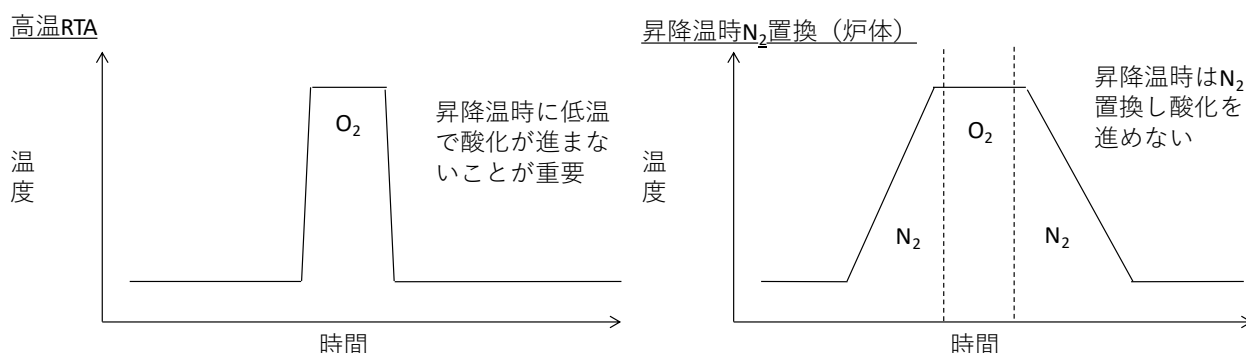 高温RTA
O₂
昇降温時に低温
で酸化が進まな
いことが重要
温
度
時間
昇降温時N₂置換（炉体）
昇降温時はN₂
置換し酸化を
進めない
O₂
N₂
N₂
温
度
時間